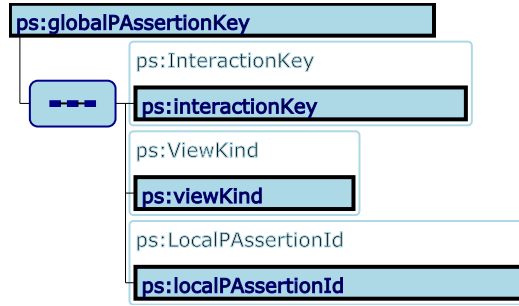 ps:globalPAssertionKey
ps:InteractionKey
ps:interactionKey
ps:ViewKind
ps:viewKind
ps:LocalPAssertionId
ps:localPAssertionId